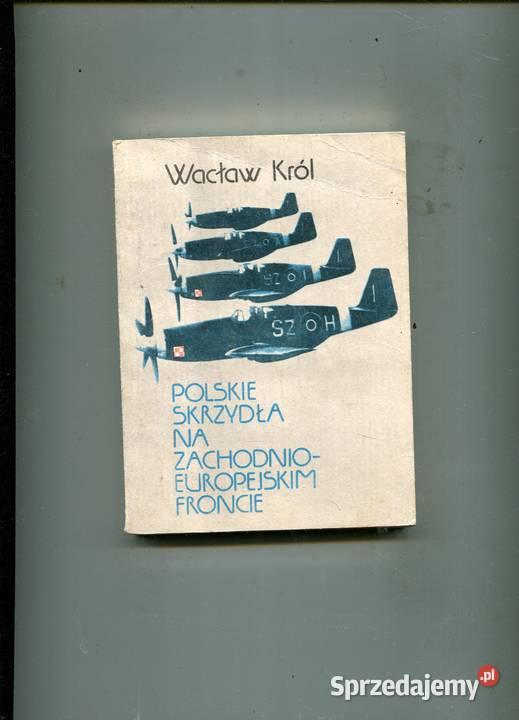 Wacław Król
SZ O I
SZ O H
I
I
POLSKIE
SKRZYDŁA
NA
ZACHODNIO-
EUROPEJSKIM
FRONCIE
Sprzedajemy.pl